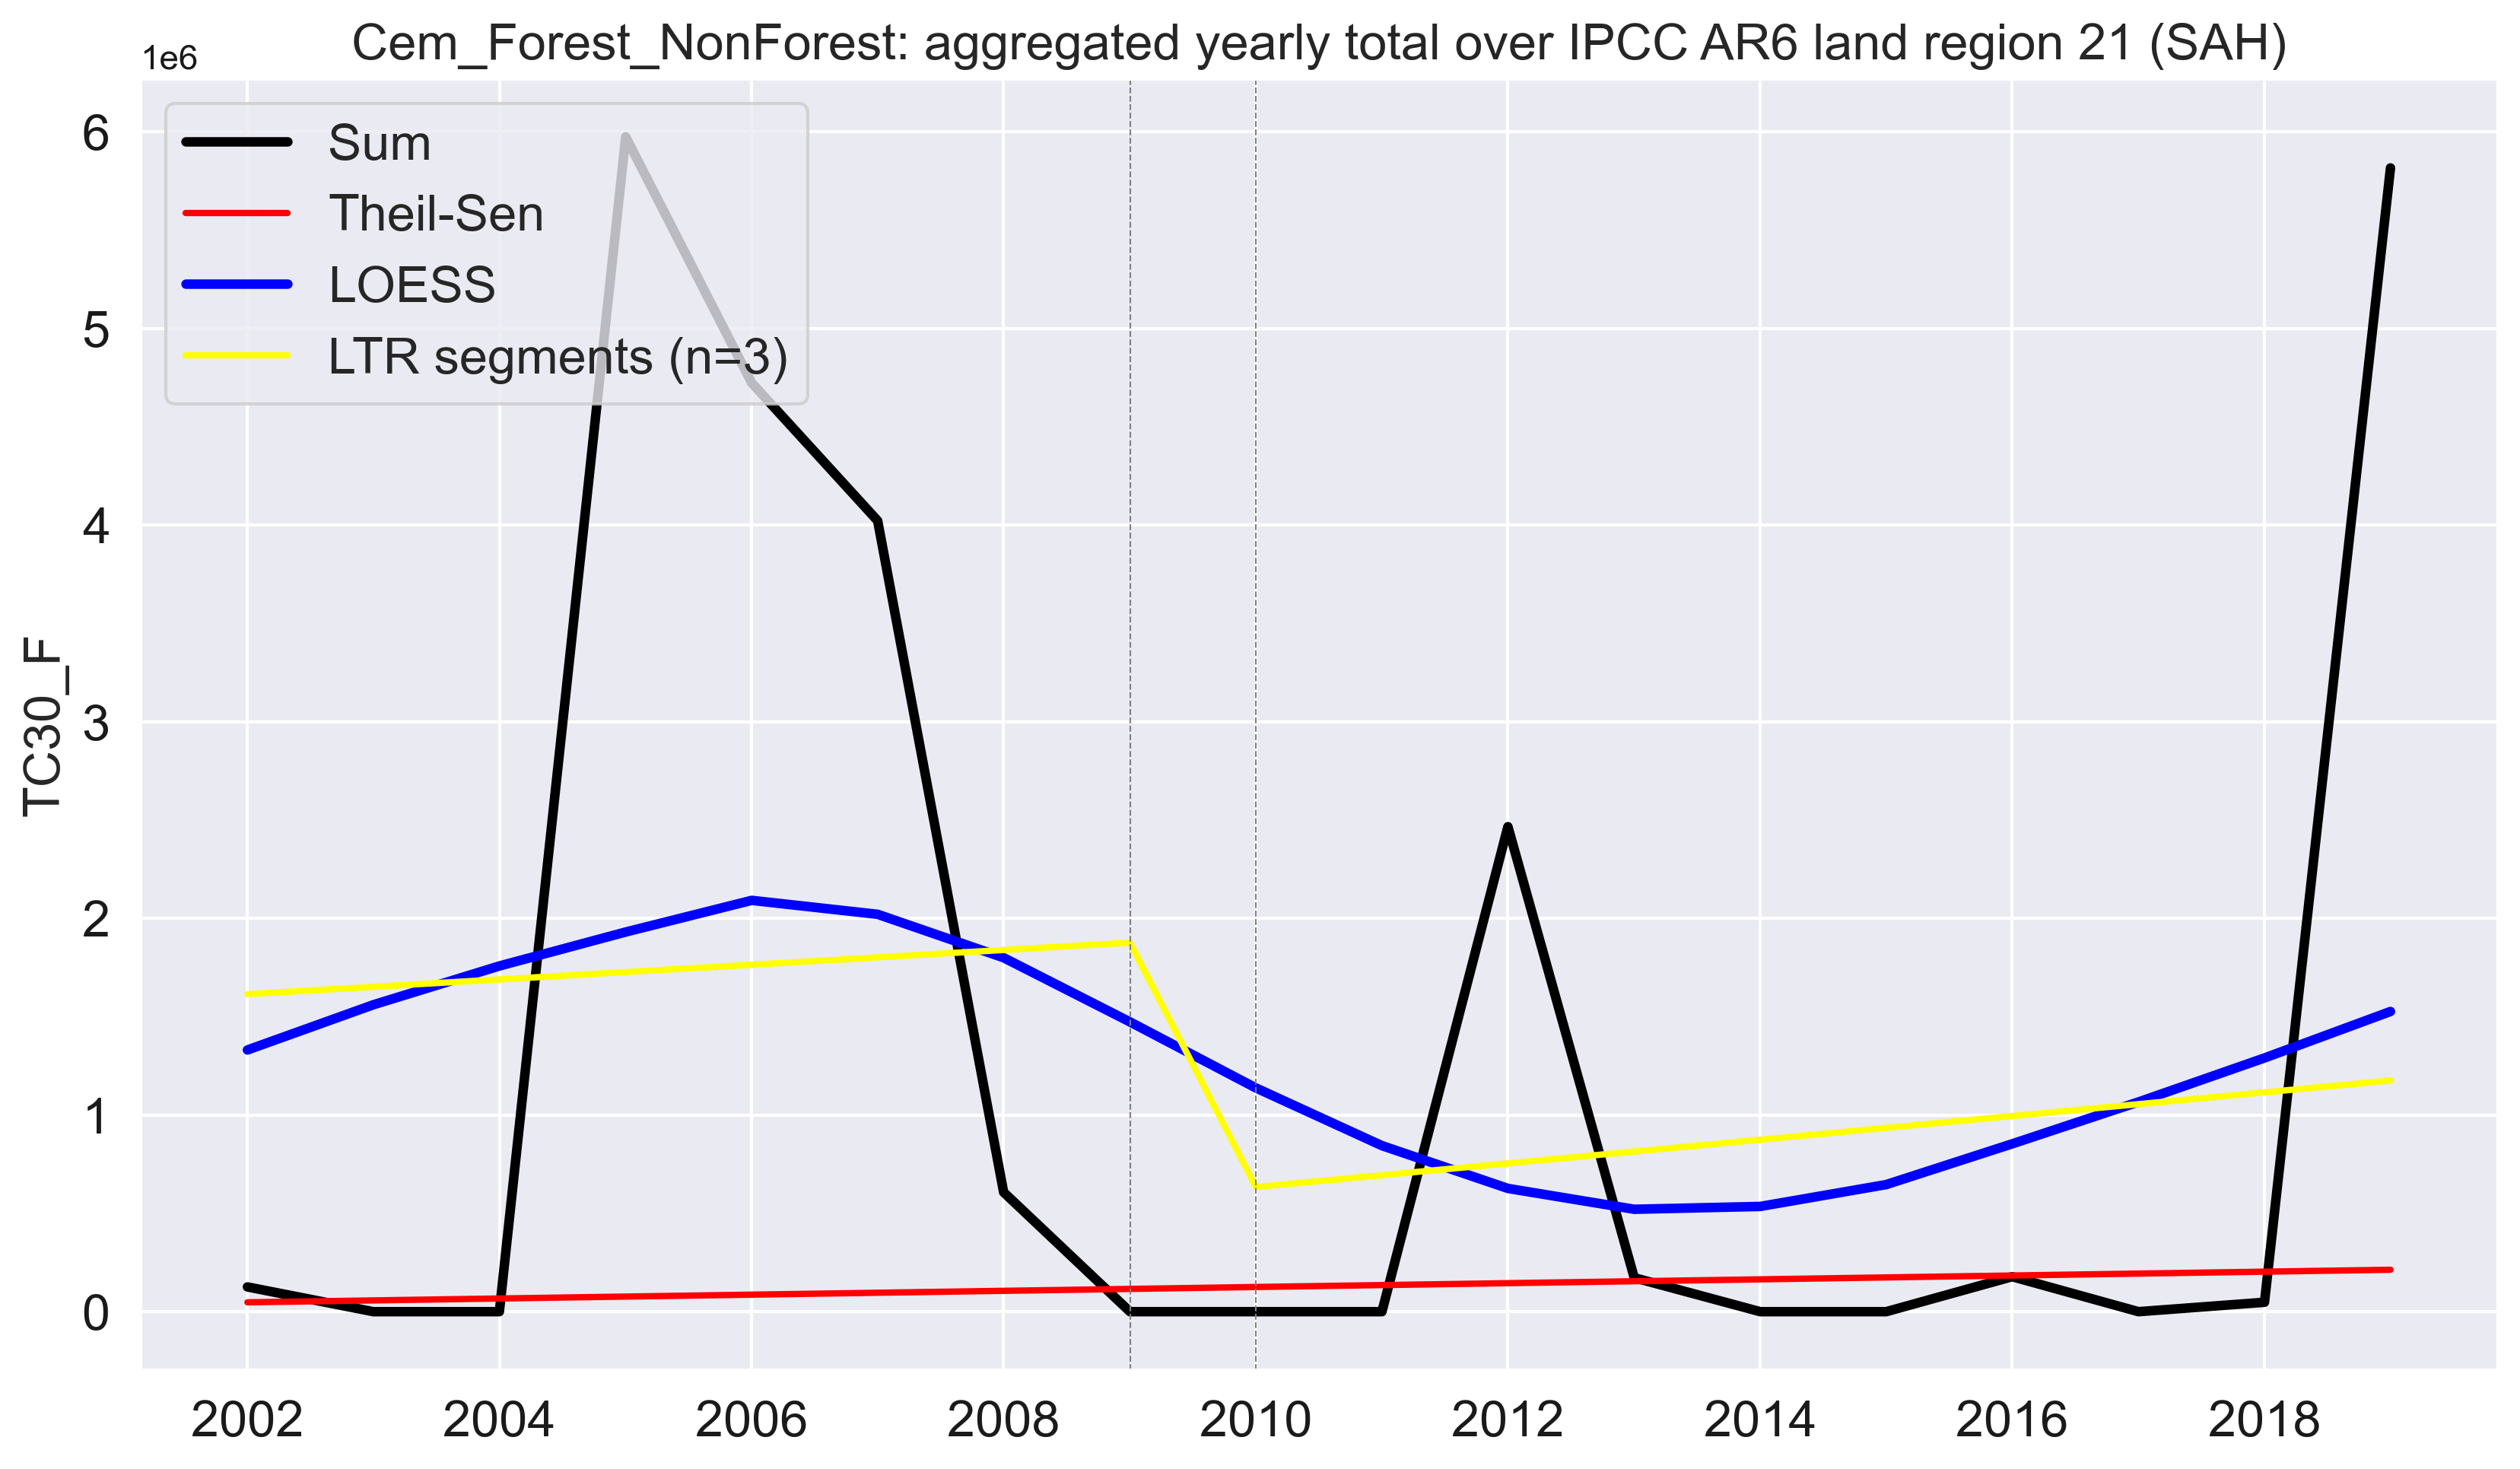 Cem_Forest_NonForest: aggregated yearly total over IPCC AR6 land region 21 (SAH)
1e6
Sum
Theil-Sen
LOESS
LTR segments (n=3)
6
5
4
3
2
1
0
TC30_F
2002 2004 2006 2008 2010 2012 2014 2016 2018